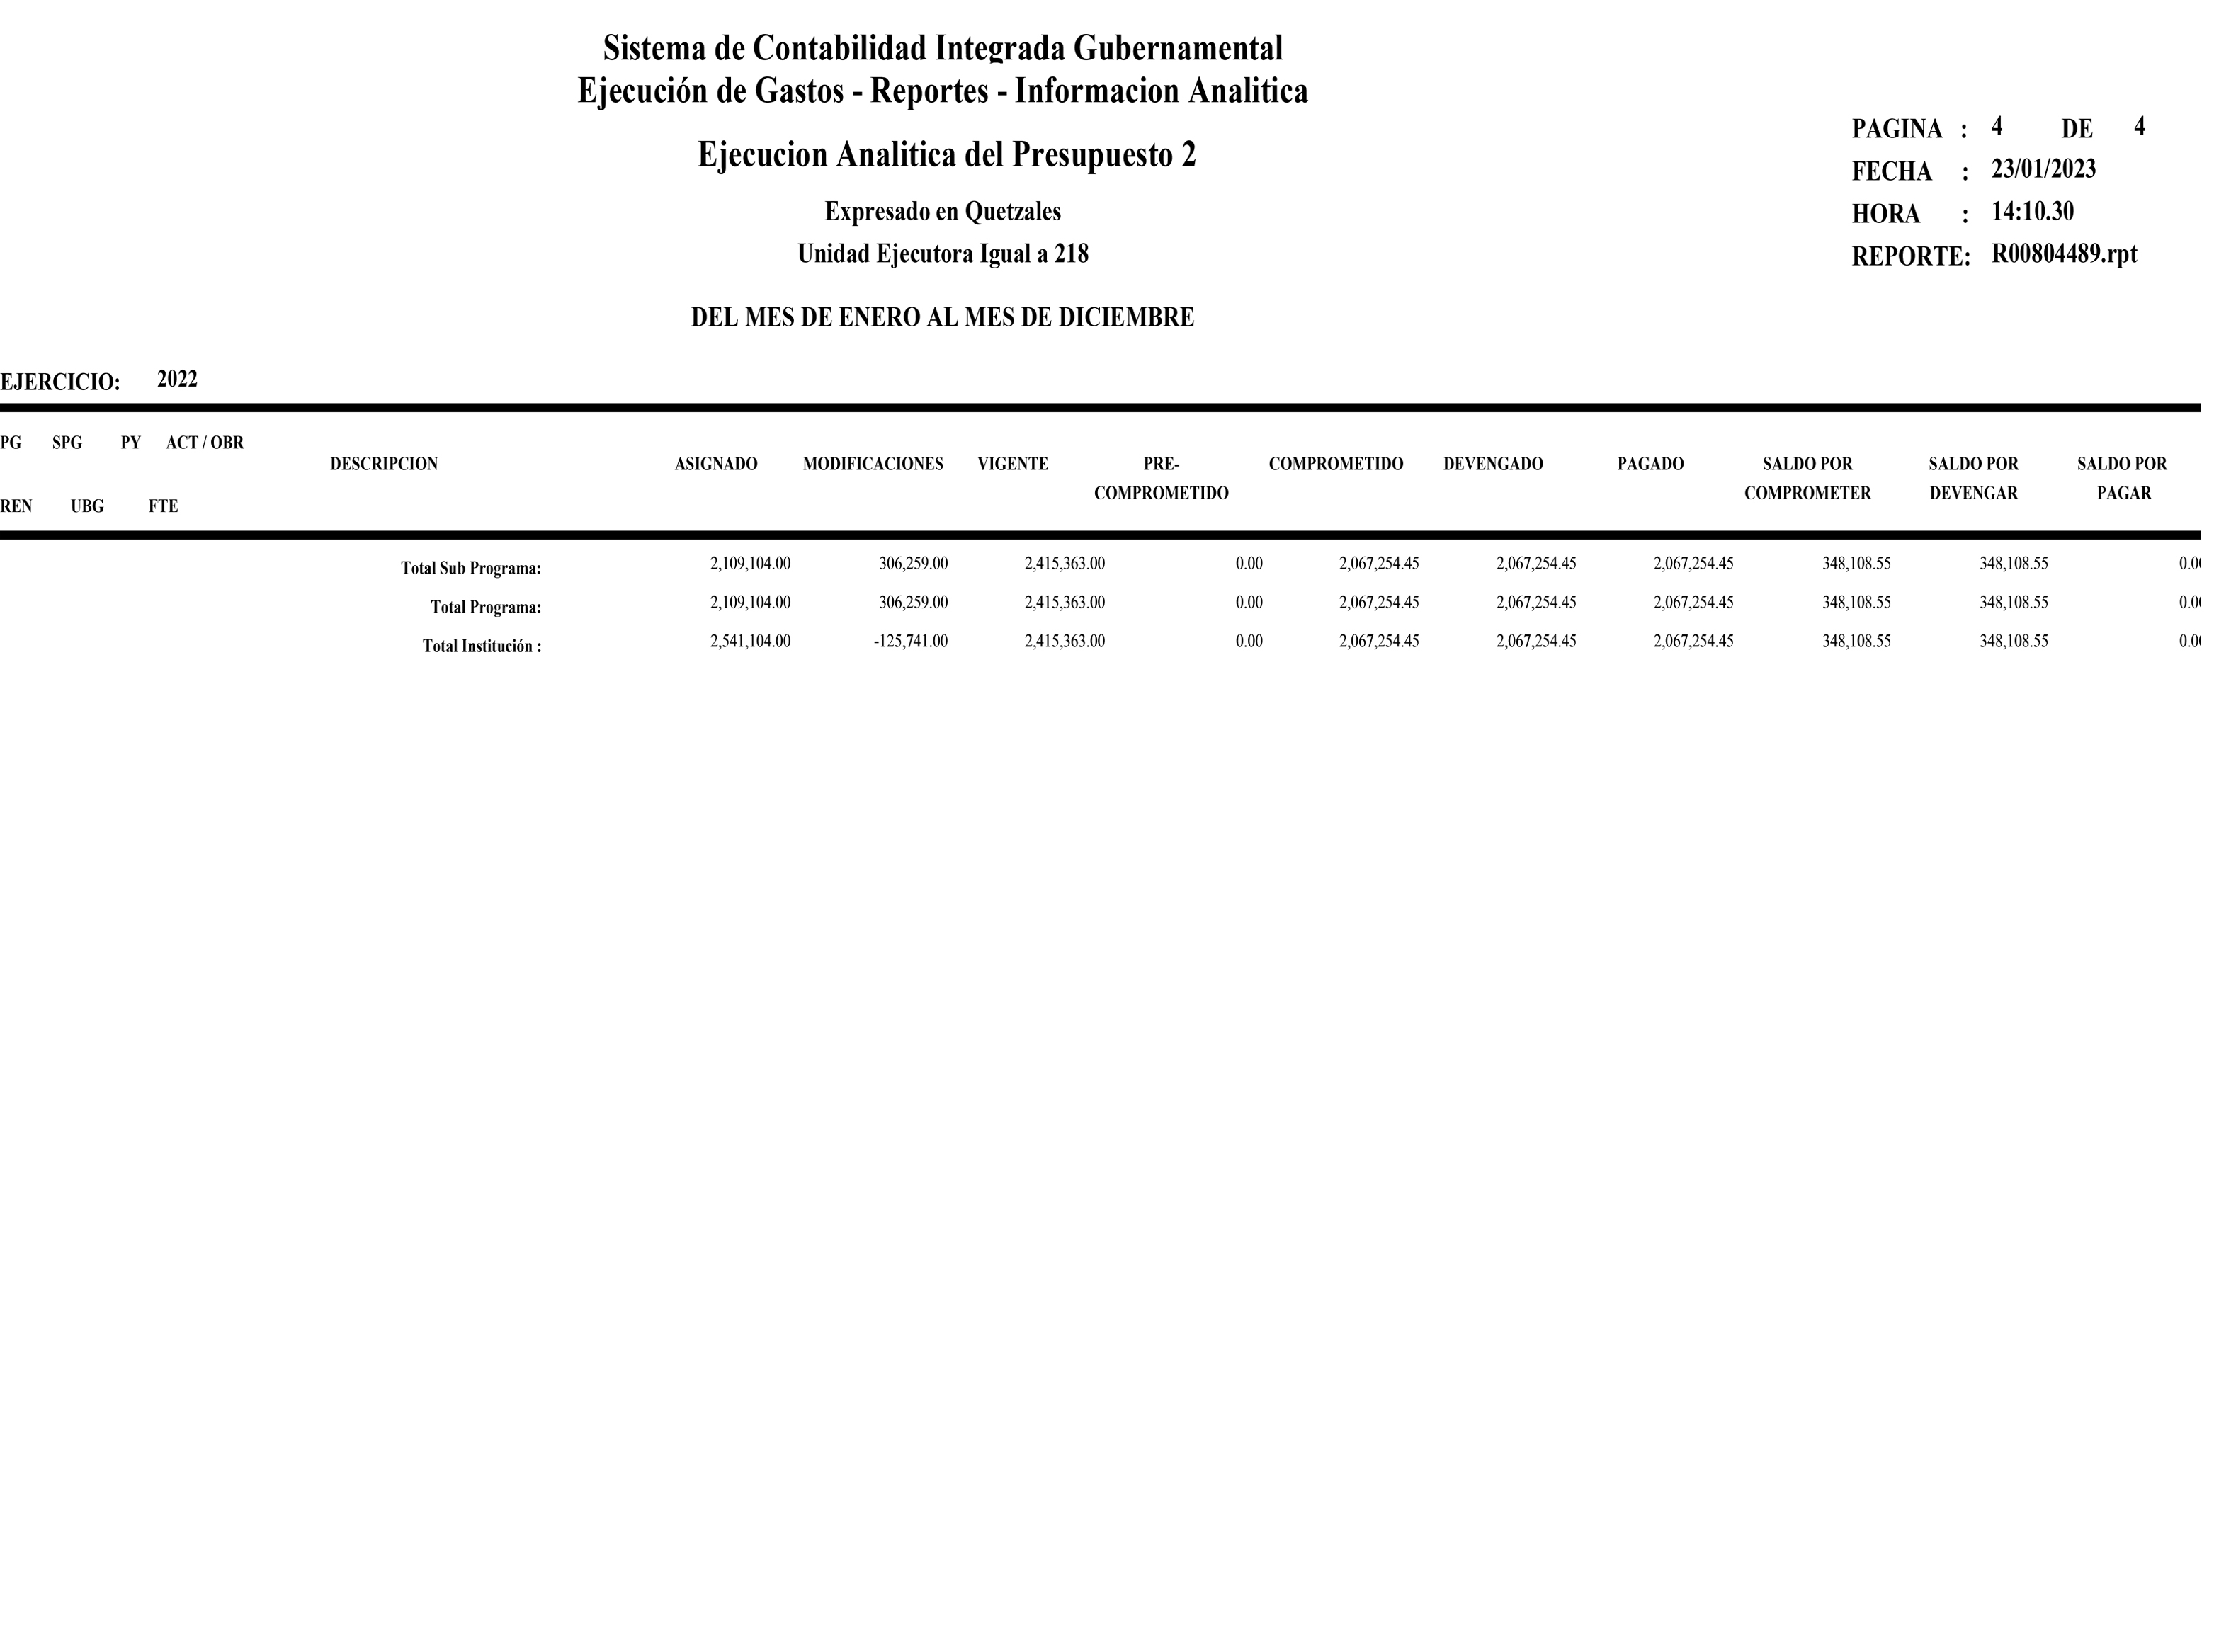 Sistema de Contabilidad Integrada Gubernamental
Ejecución de Gastos - Reportes - Informacion Analitica
Ejecucion Analitica del Presupuesto 2
Expresado en Quetzales
Unidad Ejecutora Igual a 218
DEL MES DE ENERO AL MES DE DICIEMBRE
PAGINA : 4 DE 4
FECHA : 23/01/2023
HORA : 14:10.30
REPORTE: R00804489.rpt
EJERCICIO: 2022
PG SPG PY ACT / OBR
DESCRIPCION ASIGNADO MODIFICACIONES VIGENTE PRE- COMPROMETIDO DEVENGADO PAGADO SALDO POR SALDO POR SALDO POR
COMPROMETIDO COMPROMETER DEVENGAR PAGAR
REN UBG FTE
Total Sub Programa: 2,109,104.00 306,259.00 2,415,363.00 0.00 2,067,254.45 2,067,254.45 2,067,254.45 348,108.55 348,108.55 0.00
Total Programa: 2,109,104.00 306,259.00 2,415,363.00 0.00 2,067,254.45 2,067,254.45 2,067,254.45 348,108.55 348,108.55 0.00
Total Institución : 2,541,104.00 -125,741.00 2,415,363.00 0.00 2,067,254.45 2,067,254.45 2,067,254.45 348,108.55 348,108.55 0.00